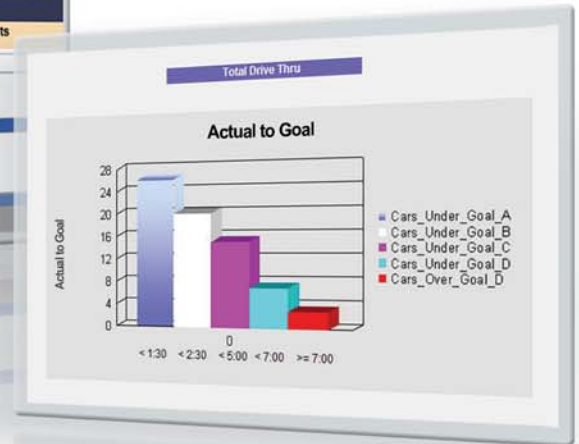 ts
Total Drive Thru
Actual to Goal
Actual to Goal
28
24
20
16
12
8
4
0
0
< 1:30 < 2:30 < 5:00 < 7:00 >= 7:00
Cars_Under_Goal_A
Cars_Under_Goal_B
Cars_Under_Goal_C
Cars_Under_Goal_D
Cars_Over_Goal_D